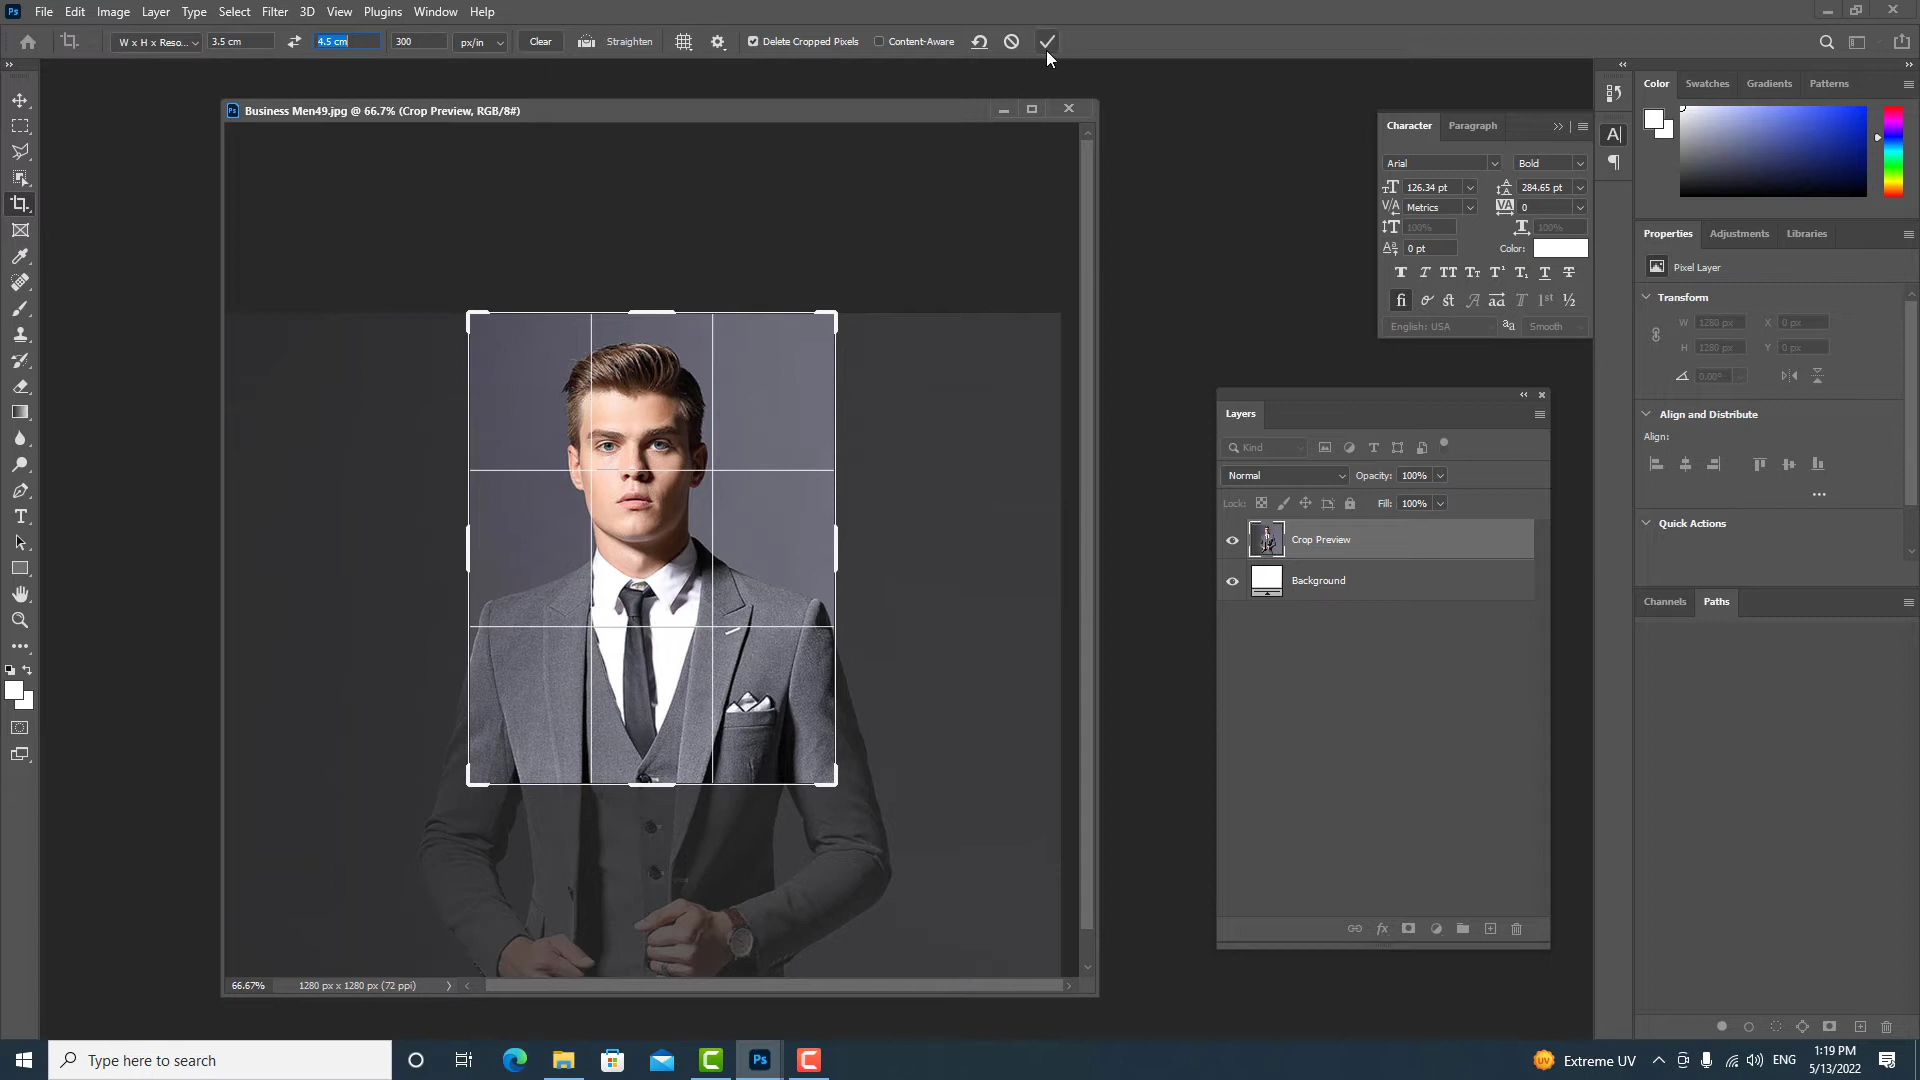 Ps File Edit Image Layer Type Select Filter 3D View Plugins Window Help
W x H x Reso... 3.5 cm 4.5 cm 300 px/in Clear Straighten Delete Cropped Pixels Content-Aware
Color Swatches Gradients Patterns
Ps Business Men49.jpg @ 66.7% (Crop Preview, RGB/8#)
Character Paragraph
Arial Bold
126.34 pt 284.65 pt
Metrics 0
100% 100%
0 pt Color:
English: USA aa Smooth
Properties Adjustments Libraries
Pixel Layer
Transform
W 1280 px X 0 px
H 1280 px Y 0 px
0.00°
Align and Distribute
Align:
Quick Actions
Layers
Kind
Normal Opacity: 100%
Lock: Fill: 100%
Crop Preview
Background
Channels Paths
66.67% 1280 px x 1280 px (72 ppi)
Type here to search
Ps
Extreme UV
ENG
1:19 PM
5/13/2022